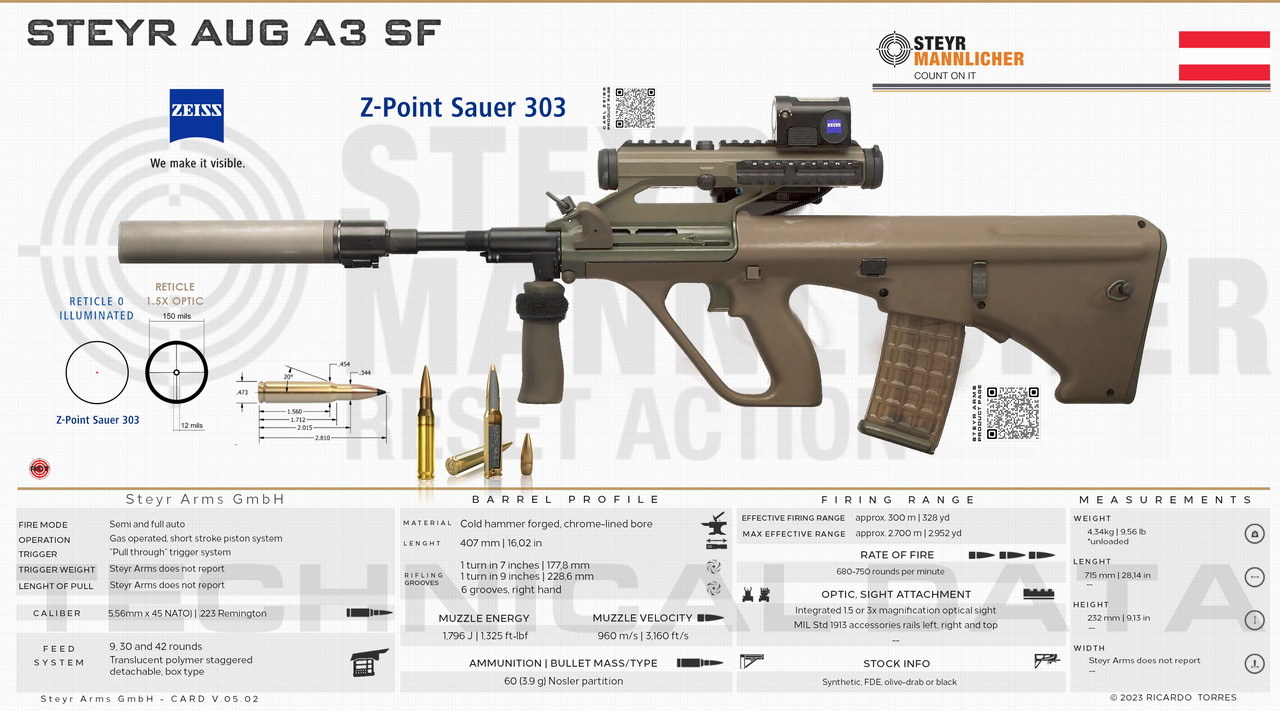 STEYR AUG A3 SF
STEYR
MANNLICHER
COUNT ON IT
ZEISS
We make it visible.
Z-Point Sauer 303
CARL ZEISS
PRODUCT PAGE
ZEISS
STEYR
MANNLICHER
RESET ACTION
RETICLE 0
ILLUMINATED
RETICLE
1.5X OPTIC
150 mils
12 mils
Z-Point Sauer 303
.473
20°
.454
.344
1.560
1.712
2.015
2.810
STEYR ARMS
PRODUCT PAGE
TECHNICAL DATA
Steyr Arms GmbH
FIRE MODE Semi and full auto
OPERATION Gas operated, short stroke piston system
TRIGGER "Pull through" trigger system
TRIGGER WEIGHT Steyr Arms does not report
LENGHT OF PULL Steyr Arms does not report
CALIBER 5,56mm x 45 NATO) | 223 Remington
FEED SYSTEM
9, 30 and 42 rounds
Translucent polymer staggered
detachable, box type
BARREL PROFILE
MATERIAL Cold hammer forged, chrome-lined bore
LENGHT 407 mm | 16,02 in
RIFLING
GROOVES
1 turn in 7 inches | 177,8 mm
1 turn in 9 inches | 228,6 mm
6 grooves, right hand
MUZZLE ENERGY
1,796 J | 1,325 ft-lbf
MUZZLE VELOCITY
960 m/s | 3,160 ft/s
AMMUNITION | BULLET MASS/TYPE
60 (3.9 g) Nosler partition
FIRING RANGE
EFFECTIVE FIRING RANGE approx. 300 m | 328 yd
MAX EFFECTIVE RANGE approx. 2.700 m | 2.952 yd
RATE OF FIRE
680-750 rounds per minute
OPTIC, SIGHT ATTACHMENT
Integrated 1.5 or 3x magnification optical sight
MIL Std 1913 accessories rails left, right and top
--
STOCK INFO
Synthetic, FDE, olive-drab or black
MEASUREMENTS
WEIGHT
4,34kg | 9,56 lb
*unloaded
LENGHT
715 mm | 28,14 in
--
HEIGHT
232 mm | 9,13 in
--
WIDTH
Steyr Arms does not report
--
Steyr Arms GmbH - CARD V.05.02
© 2023 RICARDO TORRES